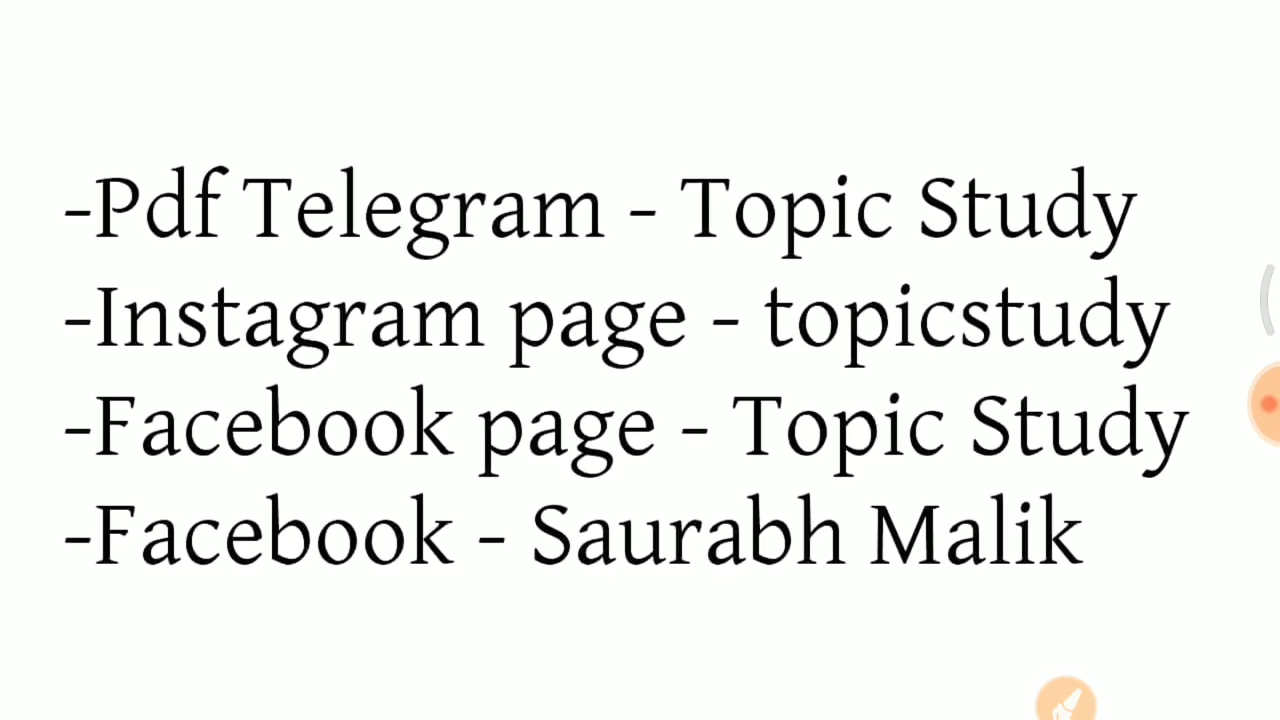 -Pdf Telegram - Topic Study
-Instagram page - topicstudy
-Facebook page - Topic Study
-Facebook - Saurabh Malik